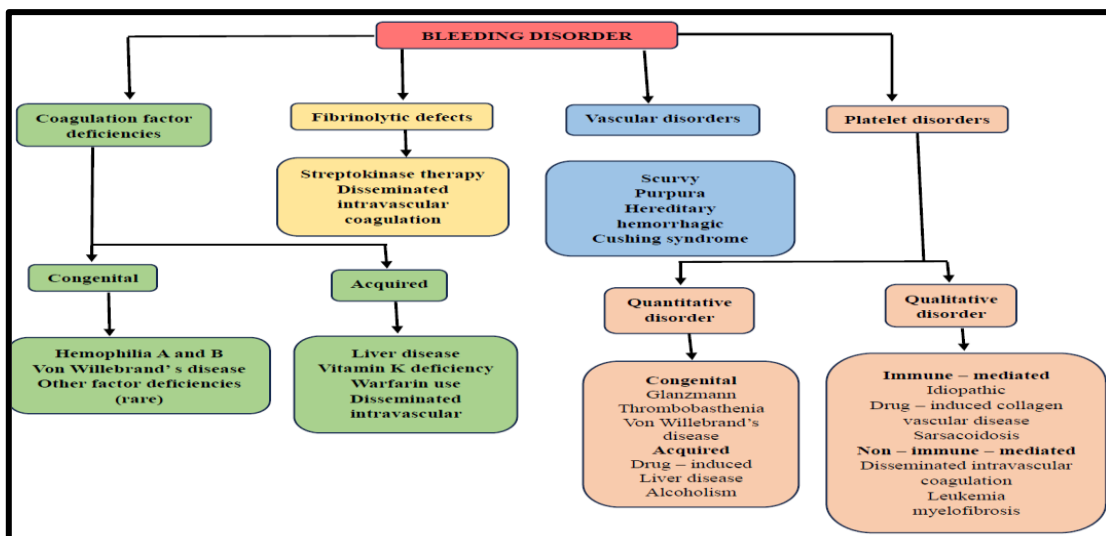 BLEEDING DISORDER
Coagulation factor
deficiencies
Fibrinolytic defects
Vascular disorders
Platelet disorders
Streptokinase therapy
Disseminated
intravascular
coagulation
Scurvy
Purpura
Hereditary
hemorrhagic
Cushing syndrome
Congenital
Acquired
Quantitative
disorder
Qualitative
disorder
Hemophilia A and B
Von Willebrand’ s disease
Other factor deficiencies
(rare)
Liver disease
Vitamin K deficiency
Warfarin use
Disseminated
intravascular
Congenital
Glanzmann
Thrombobasthenia
Von Willebrand’s
disease
Acquired
Drug – induced
Liver disease
Alcoholism
Immune – mediated
Idiopathic
Drug – induced collagen
vascular disease
Sarsacoidosis
Non – immune – mediated
Disseminated intravascular
coagulation
Leukemia
myelofibrosis